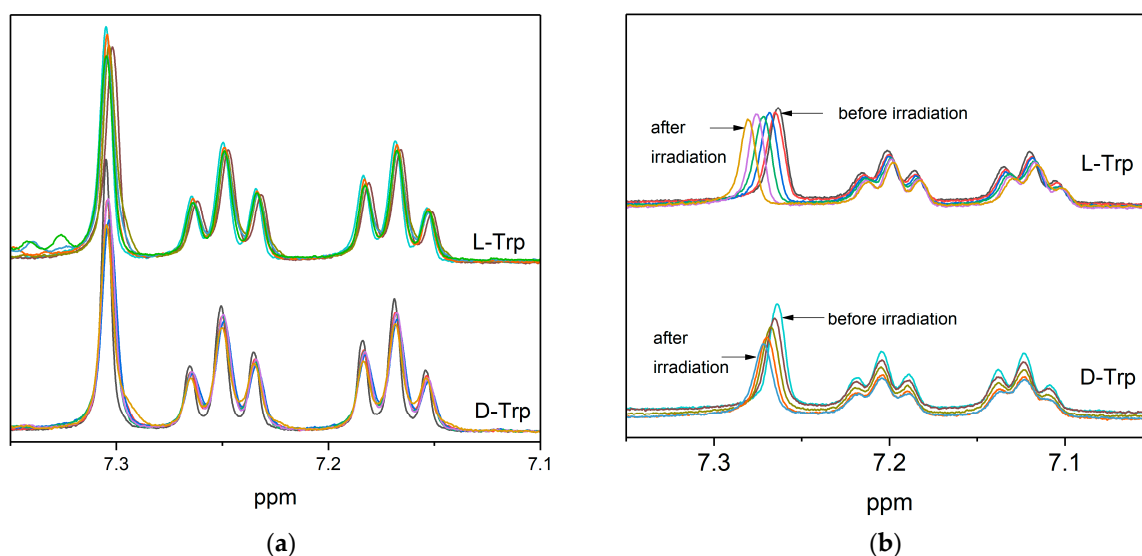 L-Trp
D-Trp
7.3
7.2
7.1
ppm
(a)
before irradiation
after
irradiation
L-Trp
before irradiation
after
irradiation
D-Trp
7.3
7.2
7.1
ppm
(b)